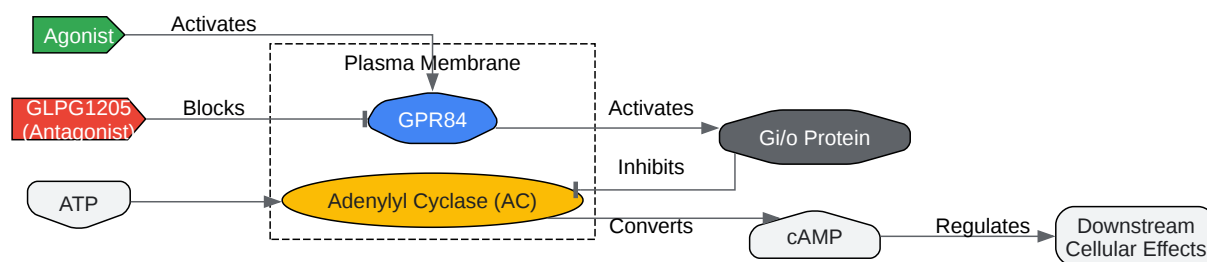 Agonist
Activates
Plasma Membrane
GLPG1205
(Antagonist)
Blocks
GPR84
Activates
Gi/o Protein
Inhibits
ATP
Adenylyl Cyclase (AC)
Converts
cAMP
Regulates
Downstream
Cellular Effects